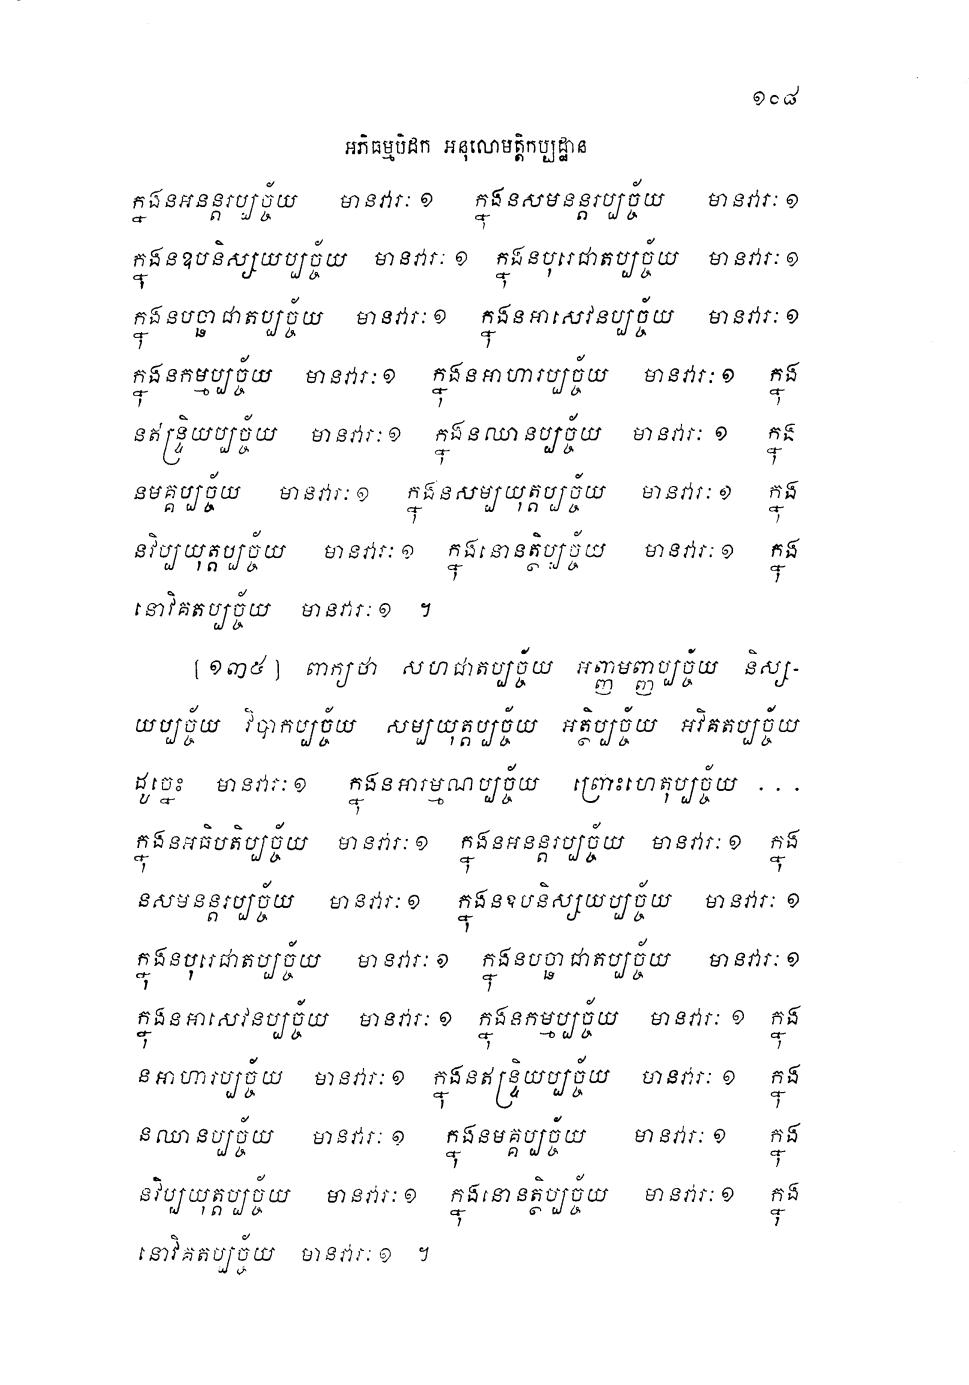 ១០៨
អភិធម្មបិដក អនុលោមត្តិកប្បដ្ឋាន
ក្នុងនអនន្តរប្បច្ច័យ មានវារៈ ១ ក្នុងនសមនន្តរប្បច្ច័យ មានវារៈ ១
ក្នុងនឧបនិស្សយប្បច្ច័យ មានវារៈ ១ ក្នុងនបុរេជាតប្បច្ច័យ មានវារៈ ១
ក្នុងនបច្ឆាជាតប្បច្ច័យ មានវារៈ ១ ក្នុងនអាសេវនប្បច្ច័យ មានវារៈ ១
ក្នុងនកម្មប្បច្ច័យ មានវារៈ ១ ក្នុងនអាហារប្បច្ច័យ មានវារៈ ១ ក្នុង
នឥន្ទ្រិយប្បច្ច័យ មានវារៈ ១ ក្នុងនឈានប្បច្ច័យ មានវារៈ ១ ក្នុង
នមគ្គប្បច្ច័យ មានវារៈ ១ ក្នុងនសម្បយុត្តប្បច្ច័យ មានវារៈ ១ ក្នុង
នវិប្បយុត្តប្បច្ច័យ មានវារៈ ១ ក្នុងនោនត្ថិប្បច្ច័យ មានវារៈ ១ ក្នុង
នោវិគតប្បច្ច័យ មានវារៈ ១ ។
[១៣៥] ពាក្យថា សហជាតប្បច្ច័យ អញ្ញមញ្ញប្បច្ច័យ និស្ស-
យប្បច្ច័យ វិបាកប្បច្ច័យ សម្បយុត្តប្បច្ច័យ អត្ថិប្បច្ច័យ អវិគតប្បច្ច័យ
ដូច្នេះ មានវារៈ ១ ក្នុងនអារម្មណប្បច្ច័យ ព្រោះហេតុប្បច្ច័យ . . .
ក្នុងនអធិបតិប្បច្ច័យ មានវារៈ ១ ក្នុងនអនន្តរប្បច្ច័យ មានវារៈ ១ ក្នុង
នសមនន្តរប្បច្ច័យ មានវារៈ ១ ក្នុងនឧបនិស្សយប្បច្ច័យ មានវារៈ ១
ក្នុងនបុរេជាតប្បច្ច័យ មានវារៈ ១ ក្នុងនបច្ឆាជាតប្បច្ច័យ មានវារៈ ១
ក្នុងនអាសេវនប្បច្ច័យ មានវារៈ ១ ក្នុងនកម្មប្បច្ច័យ មានវារៈ ១ ក្នុង
នអាហារប្បច្ច័យ មានវារៈ ១ ក្នុងនឥន្ទ្រិយប្បច្ច័យ មានវារៈ ១ ក្នុង
នឈានប្បច្ច័យ មានវារៈ ១ ក្នុងនមគ្គប្បច្ច័យ មានវារៈ ១ ក្នុង
នវិប្បយុត្តប្បច្ច័យ មានវារៈ ១ ក្នុងនោនត្ថិប្បច្ច័យ មានវារៈ ១ ក្នុង
នោវិគតប្បច្ច័យ មានវារៈ ១ ។